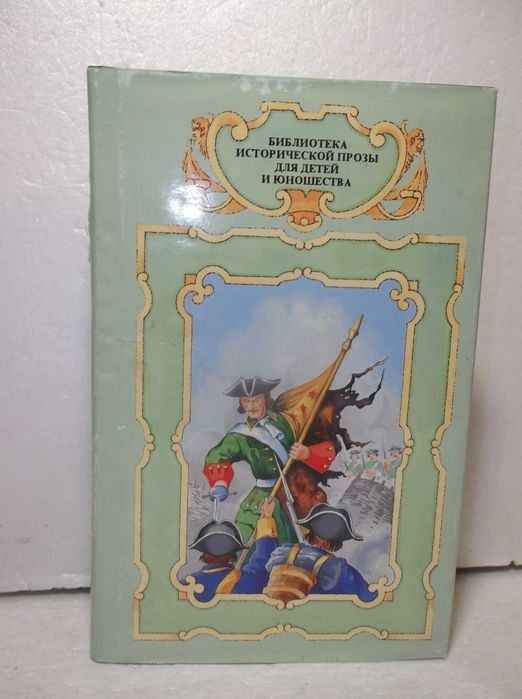 БИБЛИОТЕКА
ИСТОРИЧЕСКОЙ ПРОЗЫ
ДЛЯ ДЕТЕЙ
И ЮНОШЕСТВА